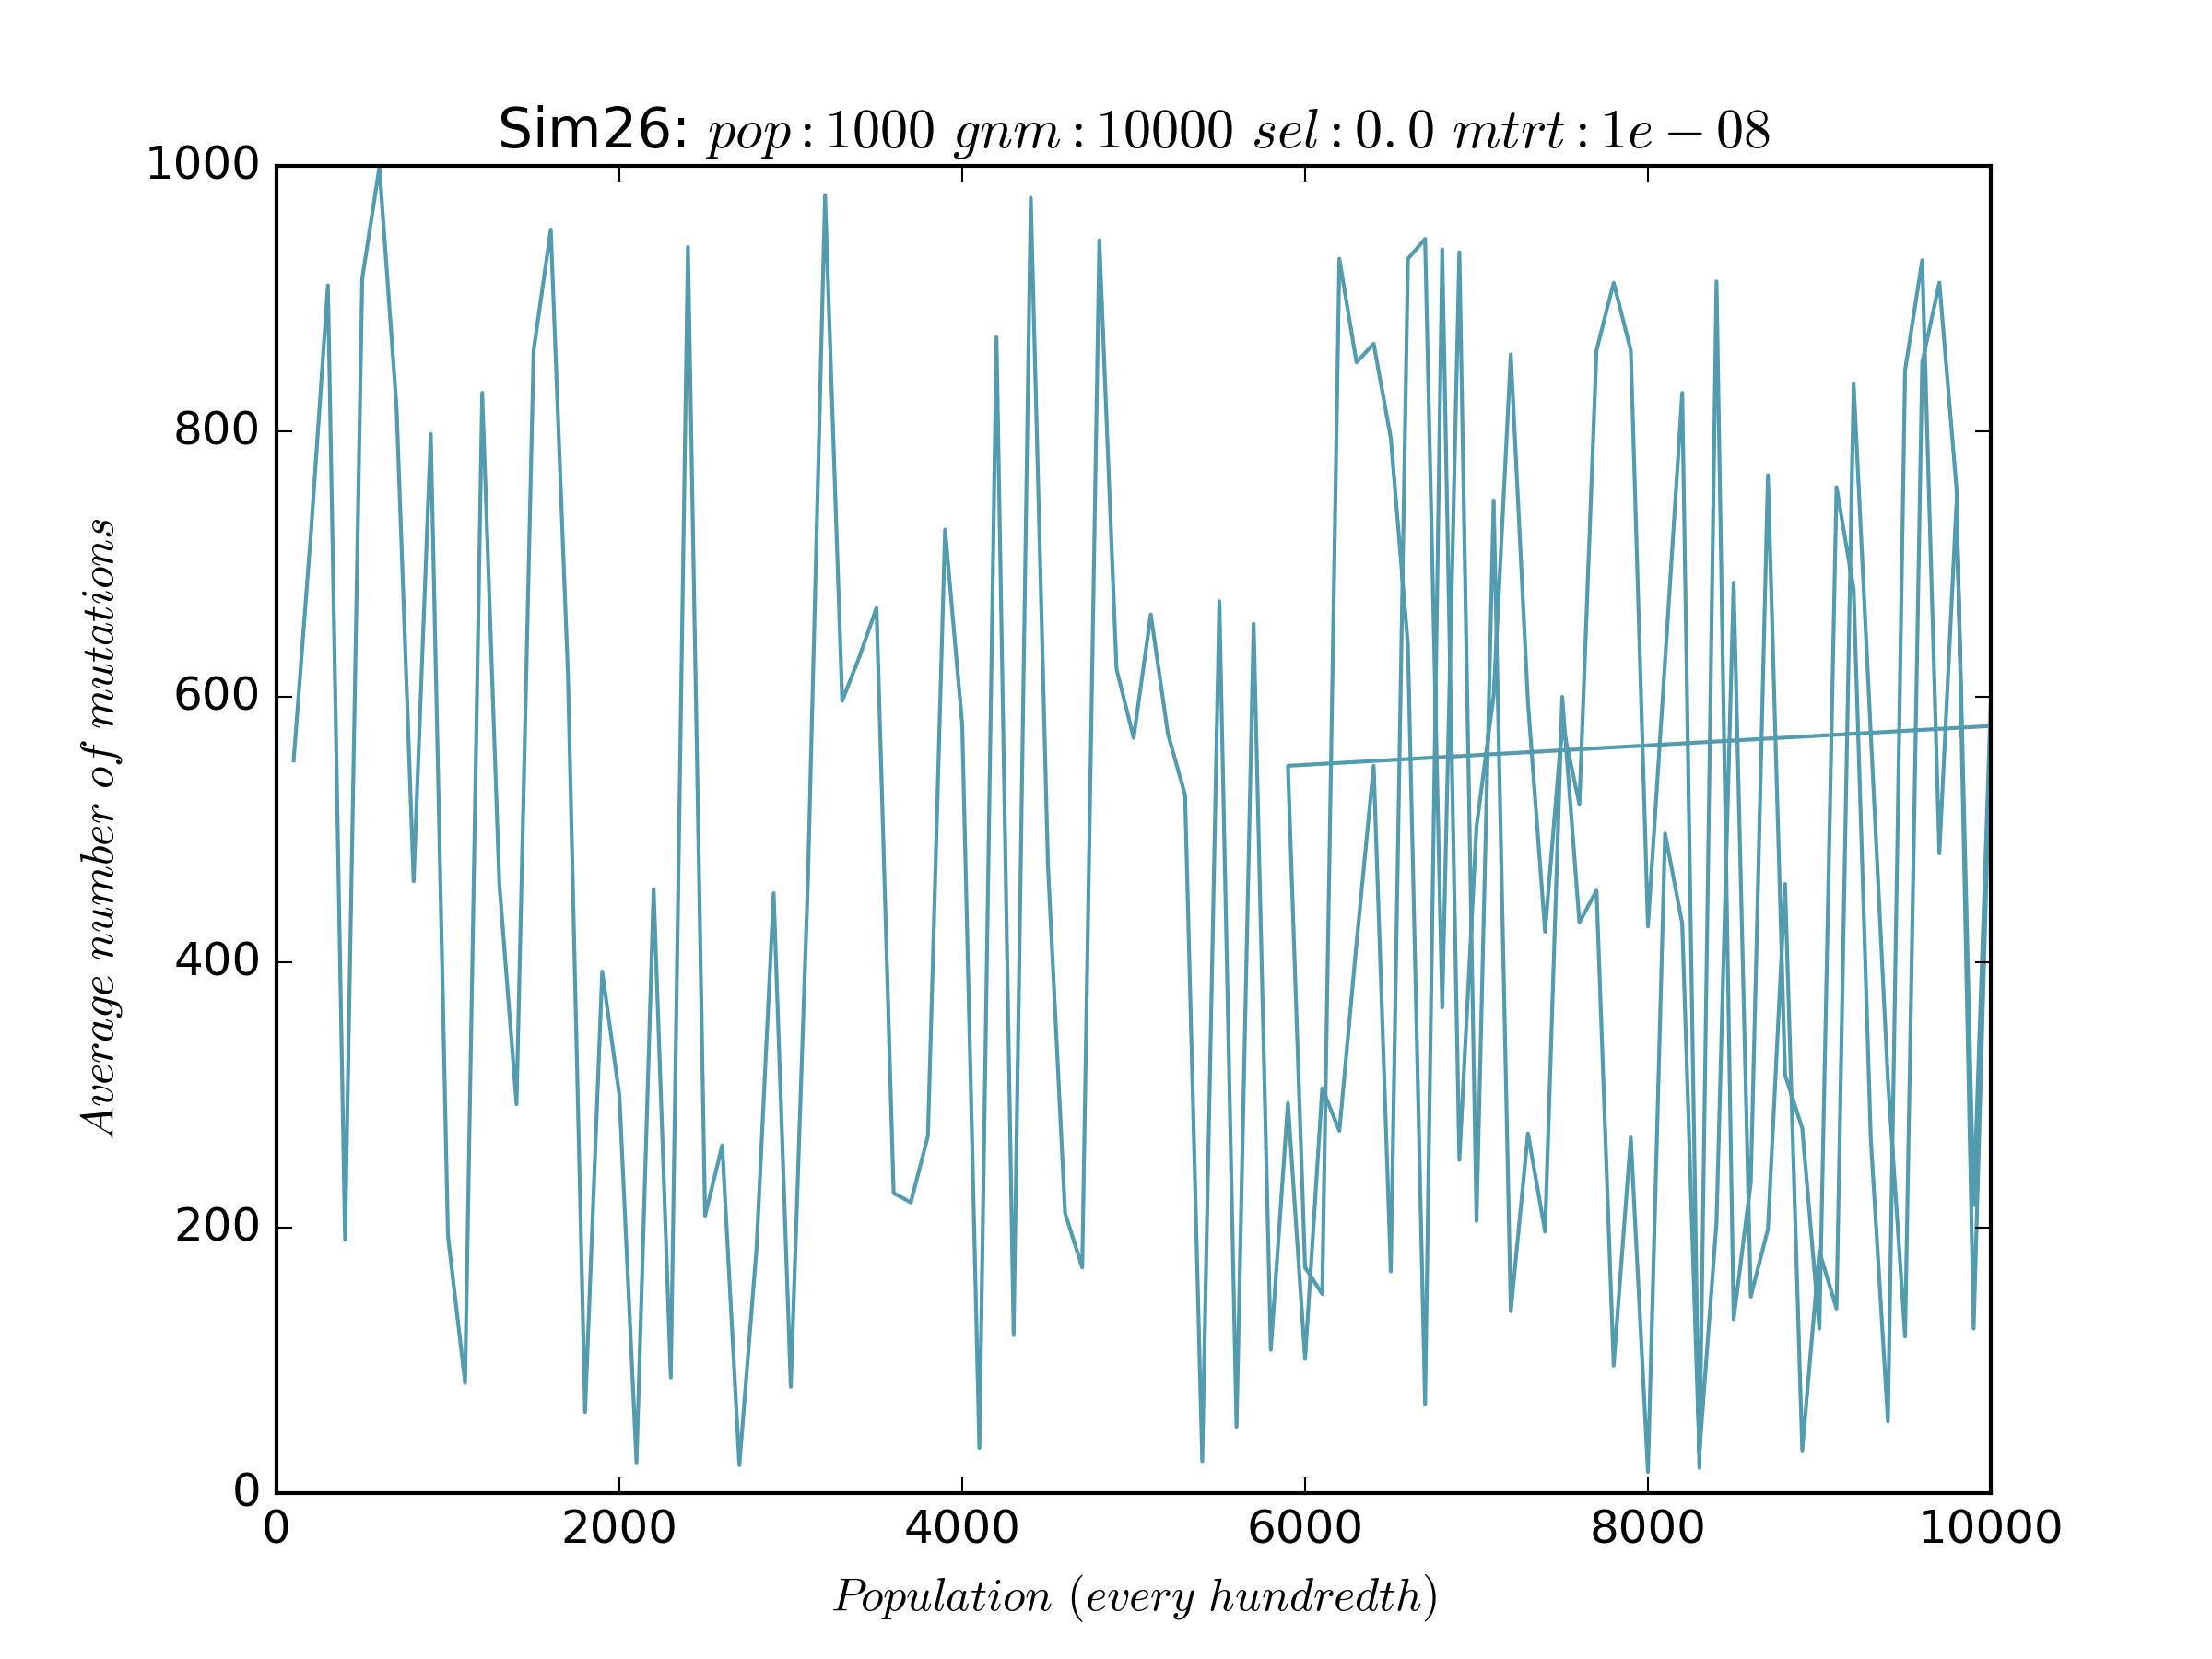 Sim26: pop : 1000 gnm : 10000 sel : 0.0 mtrt : 1e − 08
1000
800
600
400
200
0
Average number of mutations
0 2000 4000 6000 8000 10000
Population (every hundredth)